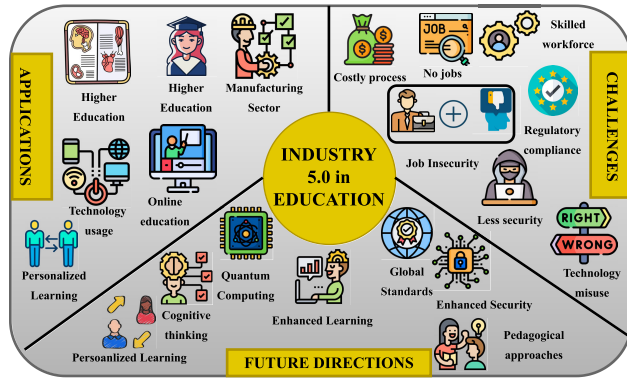 APPLICATIONS
Higher
Education
Higher
Education
Manufacturing
Sector
Technology
usage
Online
education
Personalized
Learning
INDUSTRY
5.0 in
EDUCATION
CHALLENGES
Costly process
JOB
No jobs
Skilled
workforce
Job Insecurity
Regulatory
compliance
Less security
RIGHT
WRONG
Technology
misuse
FUTURE DIRECTIONS
Persoanlized Learning
Cognitive
thinking
Quantum
Computing
Enhanced Learning
Global
Standards
Enhanced Security
Pedagogical
approaches